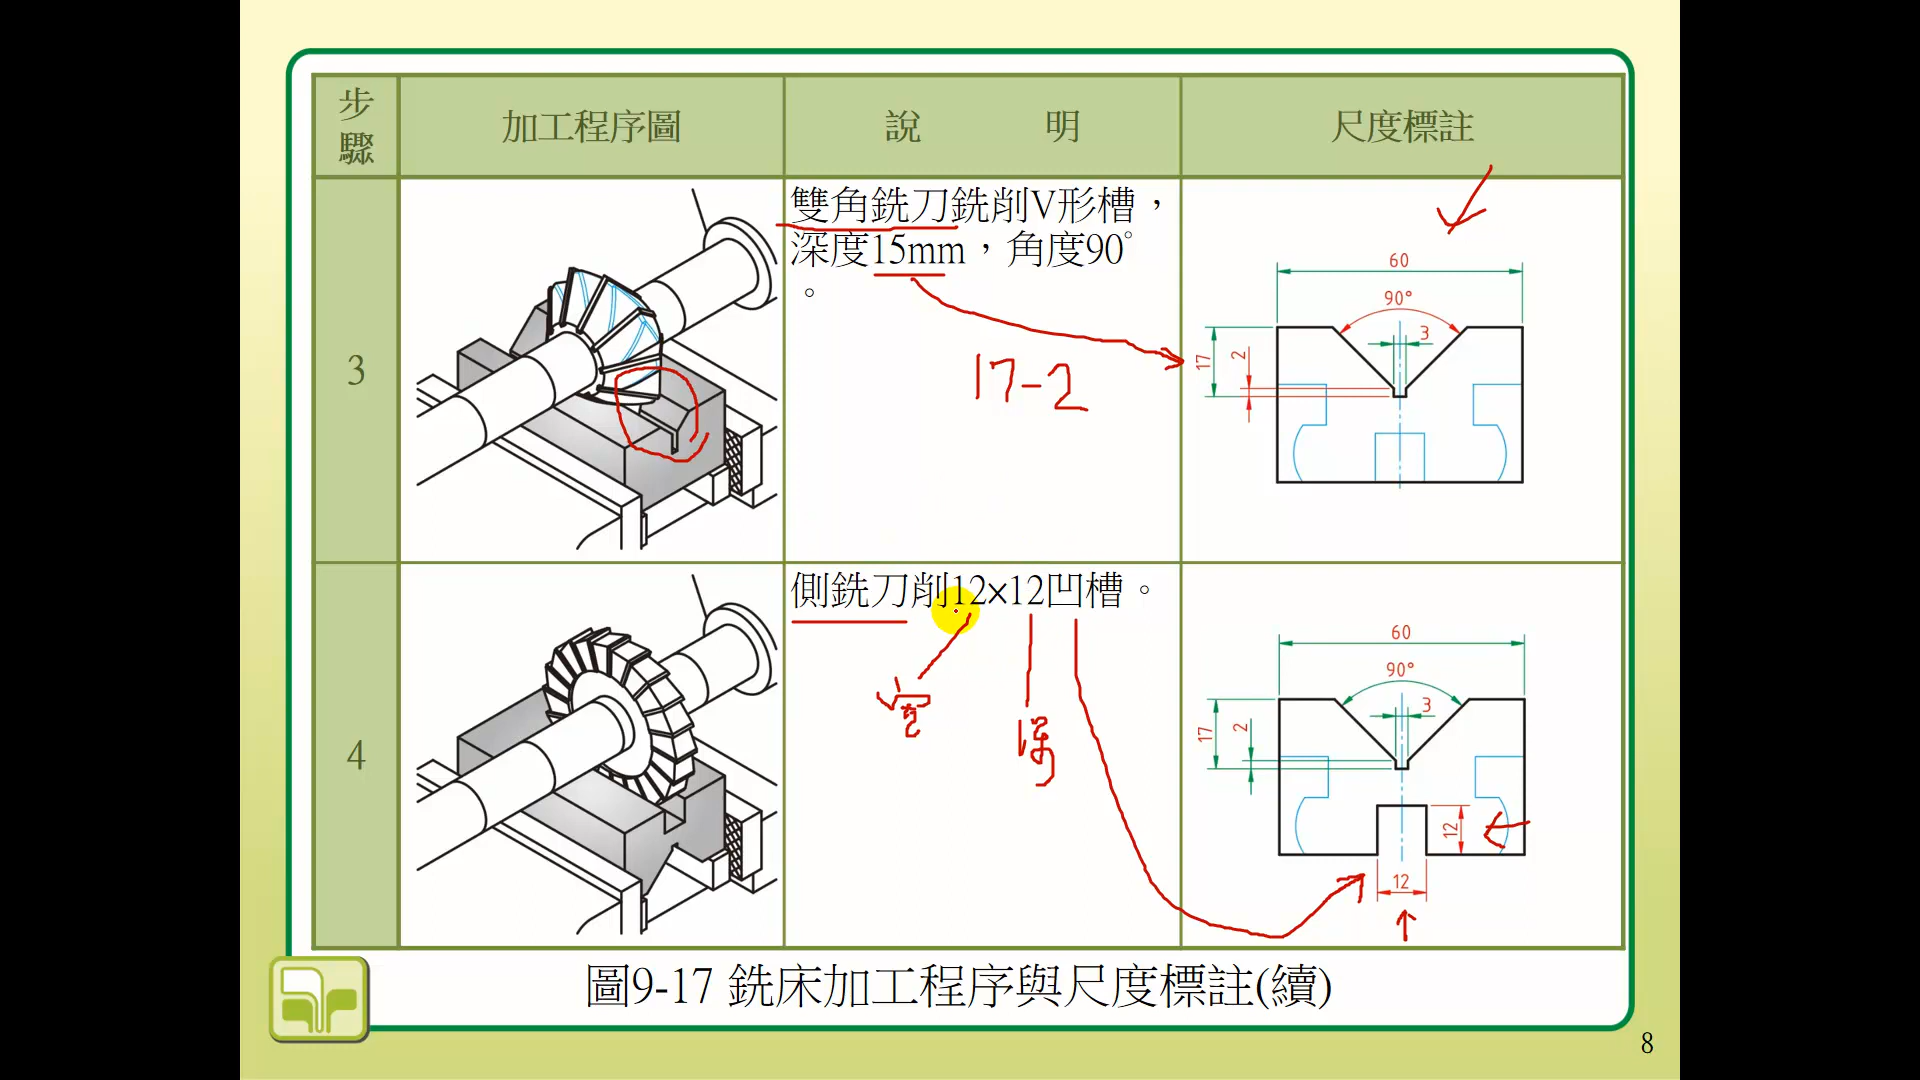 步
驟
加工程序圖
說 明
尺度標註
3
雙角銑刀銑削V形槽，
深度15mm，角度90°
。
17-2
60
90°
3
17
2
4
側銑刀削12×12凹槽。
寬
深
60
90°
3
17
2
12
12
圖9-17 銑床加工程序與尺度標註(續)
8